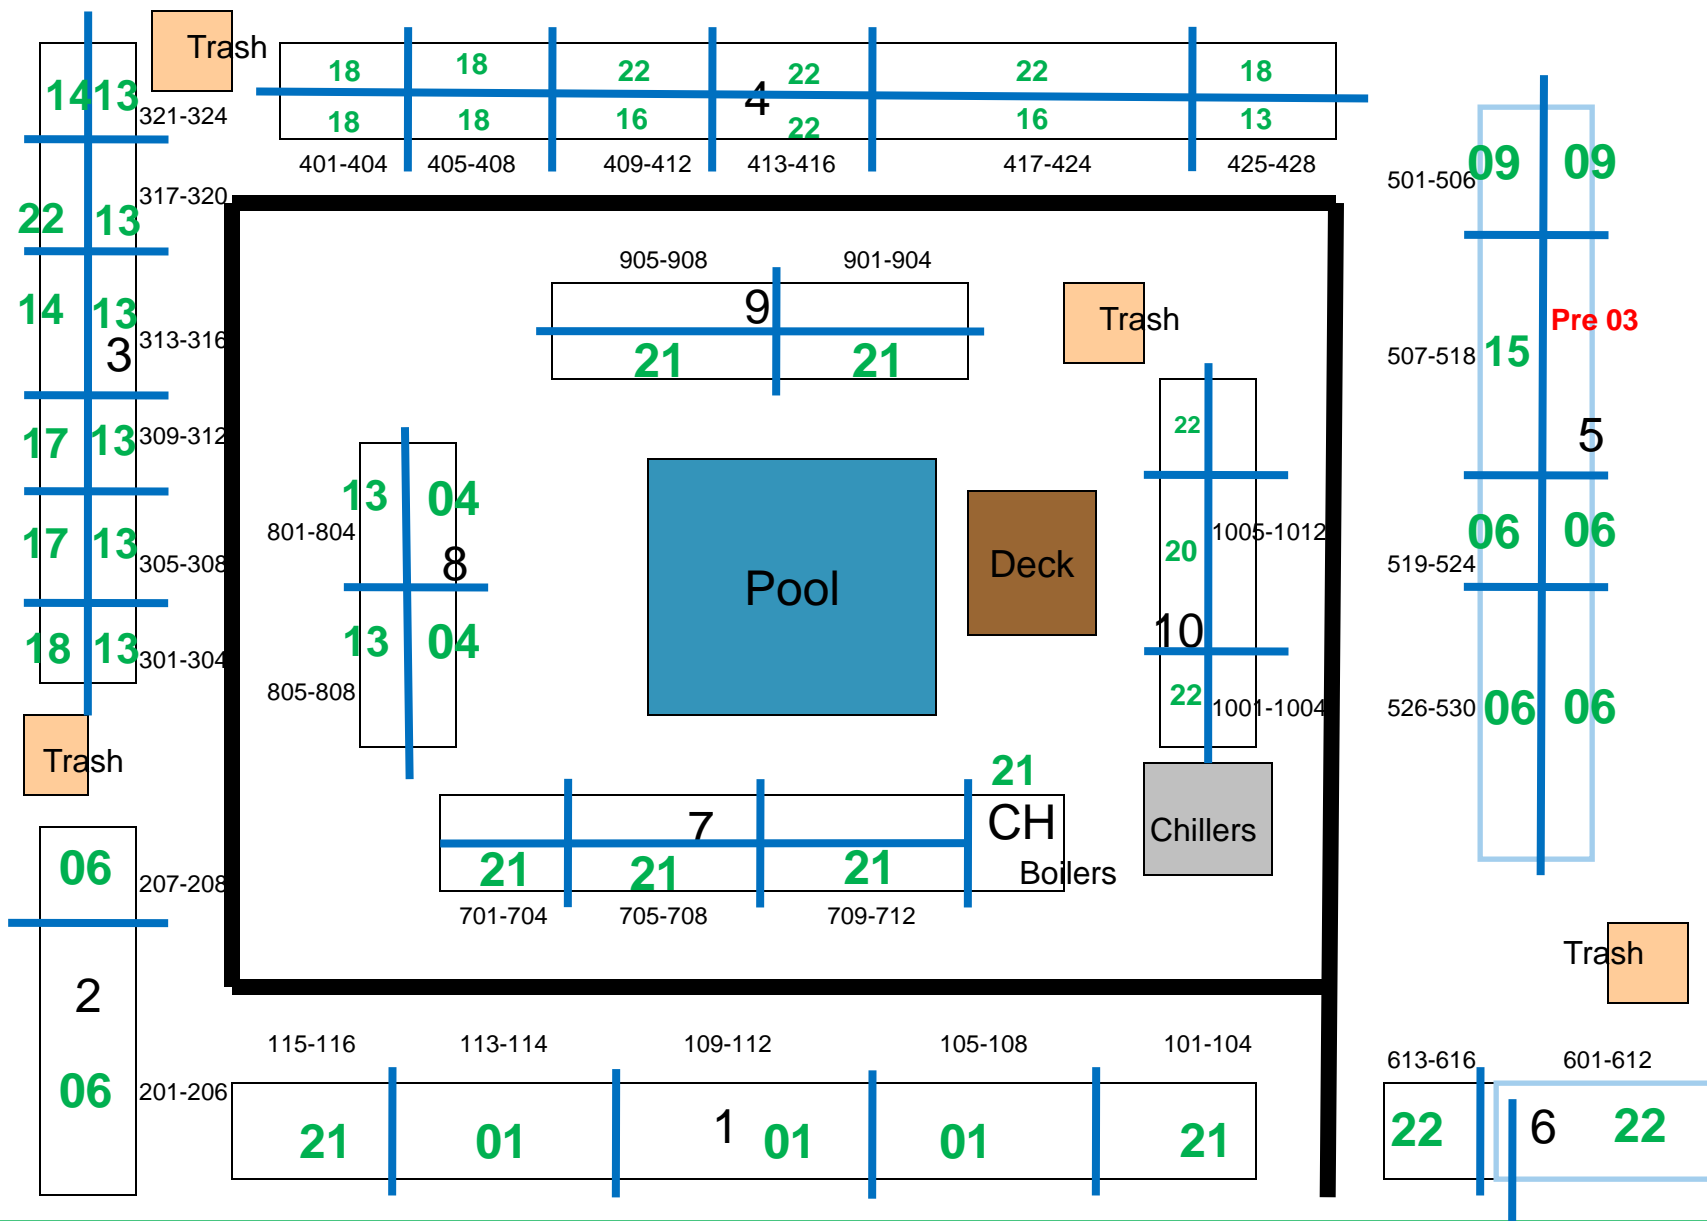 Trash
14 13
321-324
317-320
22 13
14 13
313-316
3
309-312
17 13
17 13
305-308
18 13
301-304
Trash
18 18 22 22 22 18
4
18 18 16 22 16 13
401-404 405-408 409-412 413-416 417-424 425-428
905-908 901-904
9
21 21
Trash
13 04
801-804
8
13 04
805-808
Pool
Deck
22
1005-1012
20
10
22
1001-1004
21
7
CH
21 21 21
Boilers
701-704 705-708 709-712
Chillers
09 09
501-506
Pre 03
507-518
15
5
06 06
519-524
526-530
06 06
Trash
06
207-208
2
06
201-206
115-116 113-114 109-112 105-108 101-104
1
21 01 01 01 21
613-616 601-612
22 6 22